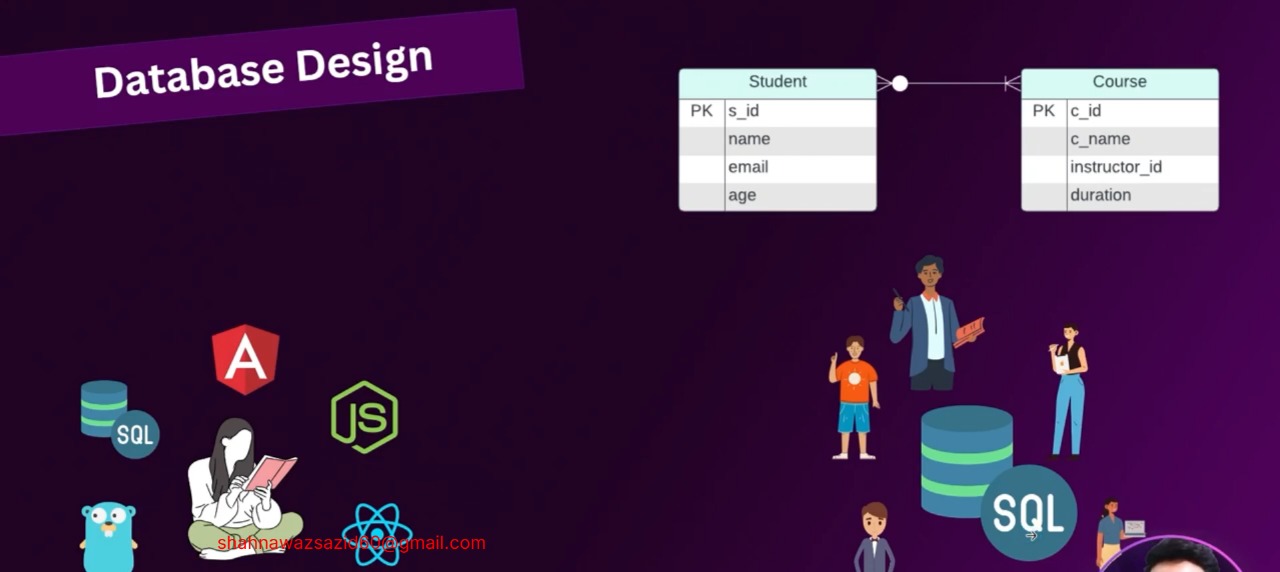 Database Design
Student
PK s_id
name
email
age
Course
PK c_id
c_name
instructor_id
duration
A
JS
SQL
SQL
shahnawazsazid69@gmail.com